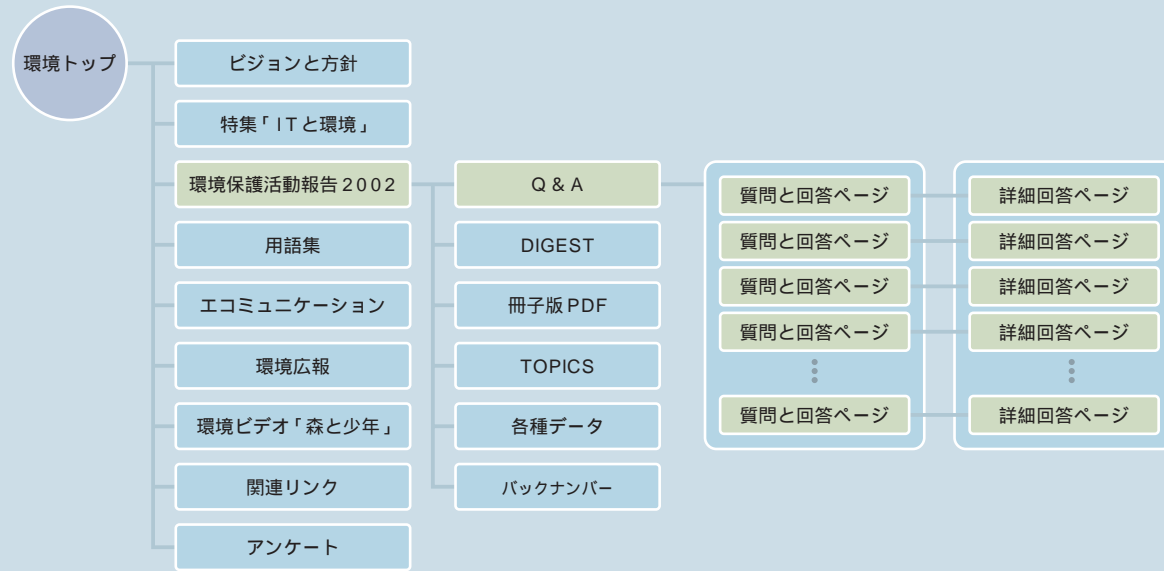 環境トップ
ビジョンと方針
特集「ITと環境」
環境保護活動報告2002
用語集
エコミュニケーション
環境広報
環境ビデオ「森と少年」
関連リンク
アンケート
Q & A
DIGEST
冊子版PDF
TOPICS
各種データ
バックナンバー
質問と回答ページ
質問と回答ページ
質問と回答ページ
質問と回答ページ
質問と回答ページ
詳細回答ページ
詳細回答ページ
詳細回答ページ
詳細回答ページ
詳細回答ページ